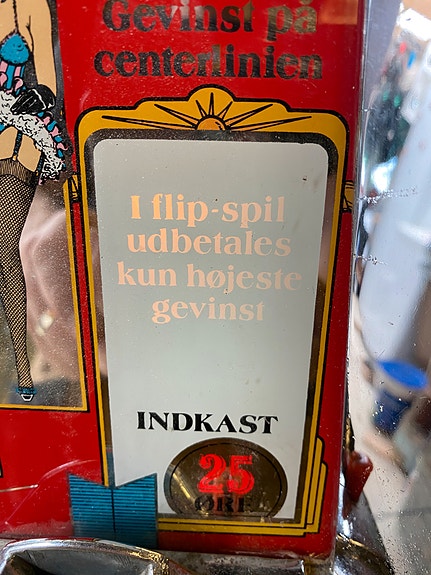 Gevinst på
centerlinien
I flip-spil
udbetales
kun højeste
gevinst
INDKAST
25
ØRE